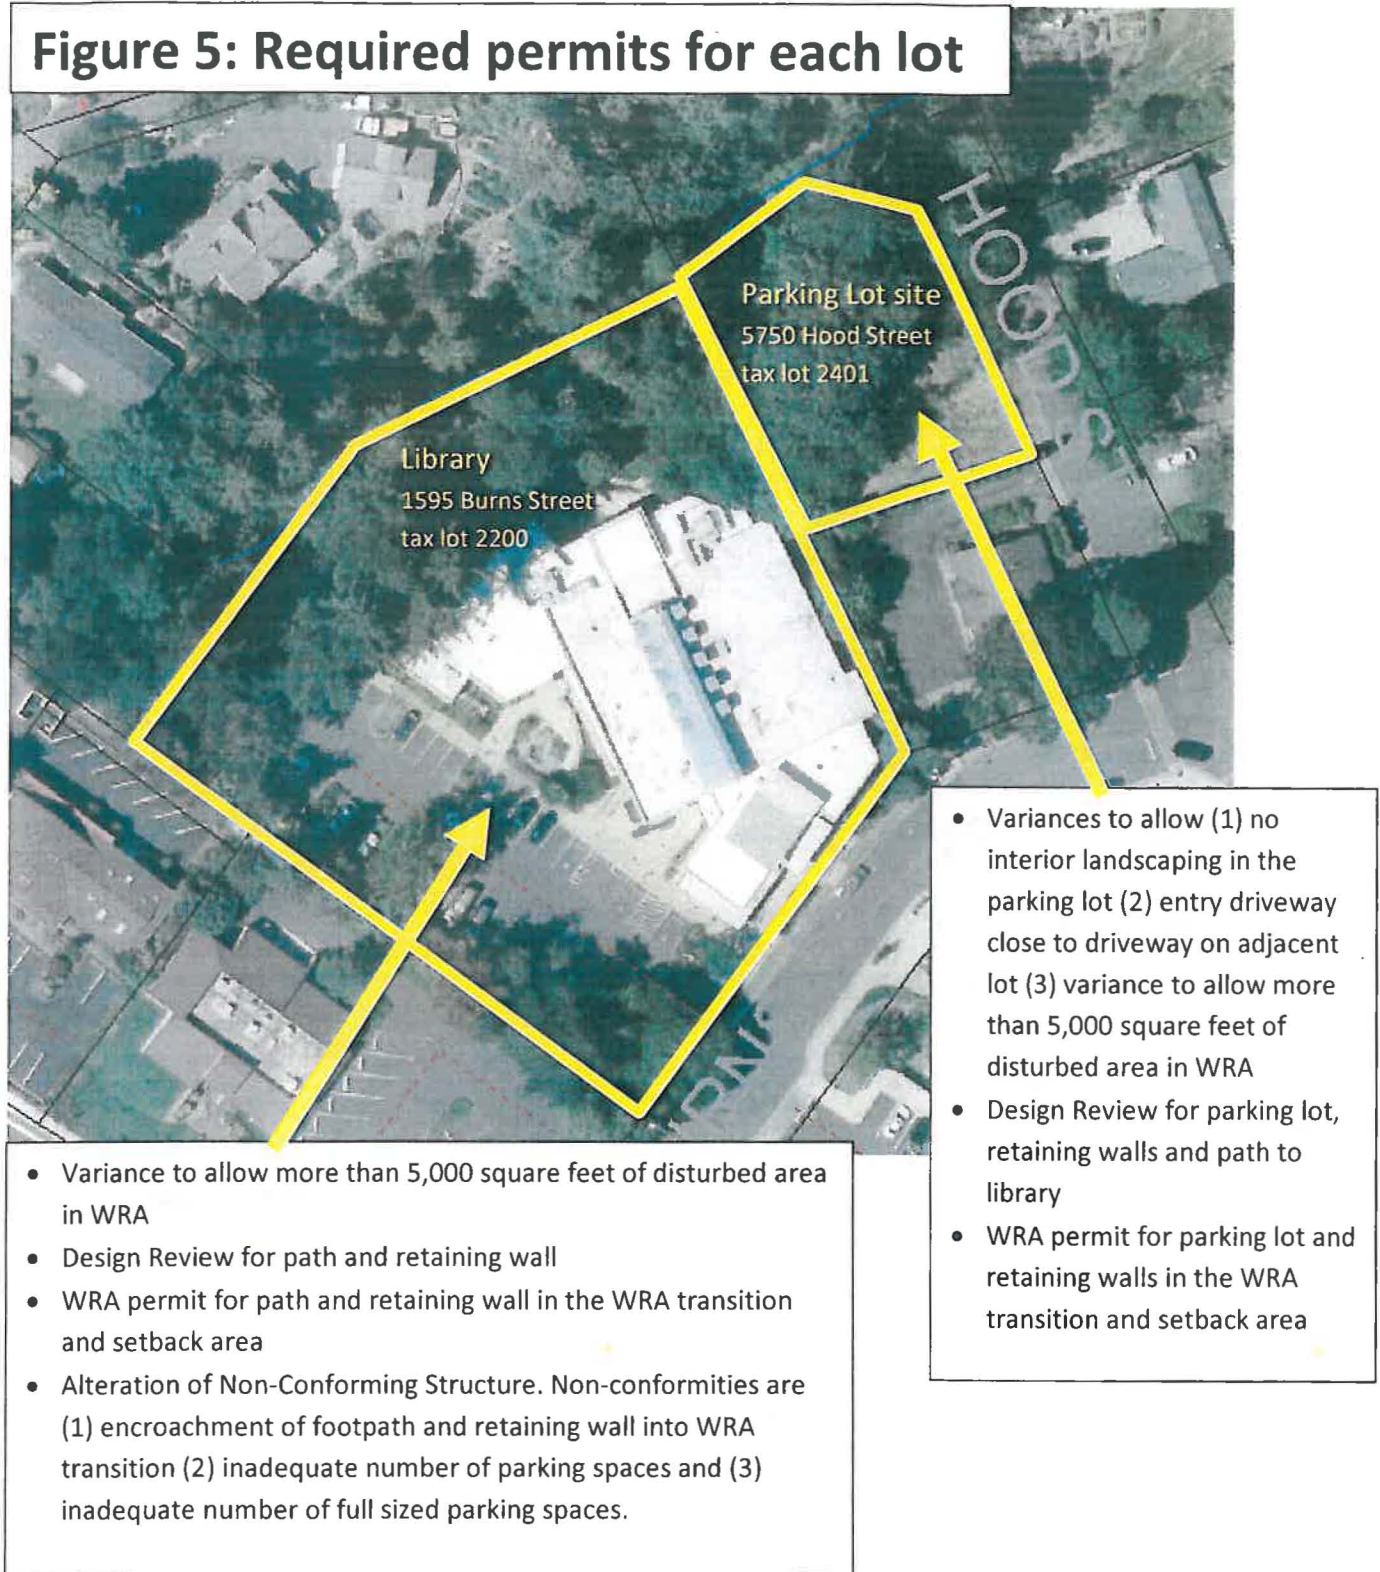 Figure 5: Required permits for each lot
HOOD S
Parking Lot site
5750 Hood Street
tax lot 2401
Library
1595 Burns Street
tax lot 2200
• Variances to allow (1) no
interior landscaping in the
parking lot (2) entry driveway
close to driveway on adjacent
lot (3) variance to allow more
than 5,000 square feet of
disturbed area in WRA
• Design Review for parking lot,
retaining walls and path to
library
• WRA permit for parking lot and
retaining walls in the WRA
transition and setback area
• Variance to allow more than 5,000 square feet of disturbed area
in WRA
• Design Review for path and retaining wall
• WRA permit for path and retaining wall in the WRA transition
and setback area
• Alteration of Non-Conforming Structure. Non-conformities are
(1) encroachment of footpath and retaining wall into WRA
transition (2) inadequate number of parking spaces and (3)
inadequate number of full sized parking spaces.